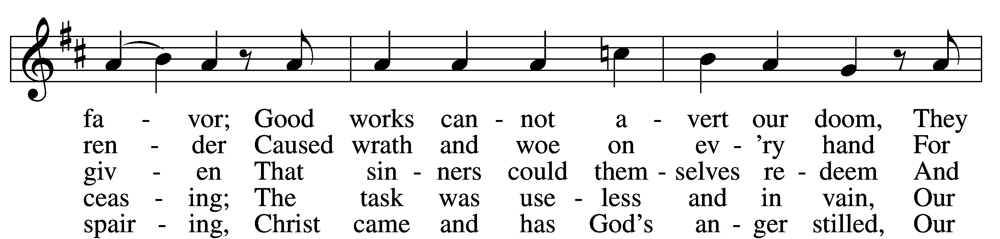 fa - vor; Good works can - not a - vert our doom, They
ren - der Caused wrath and woe on ev - ’ry hand For
giv - en That sin - ners could them - selves re - deem And
ceas - ing; The task was use - less and in vain, Our
spair - ing, Christ came and has God’s an - ger stilled, Our